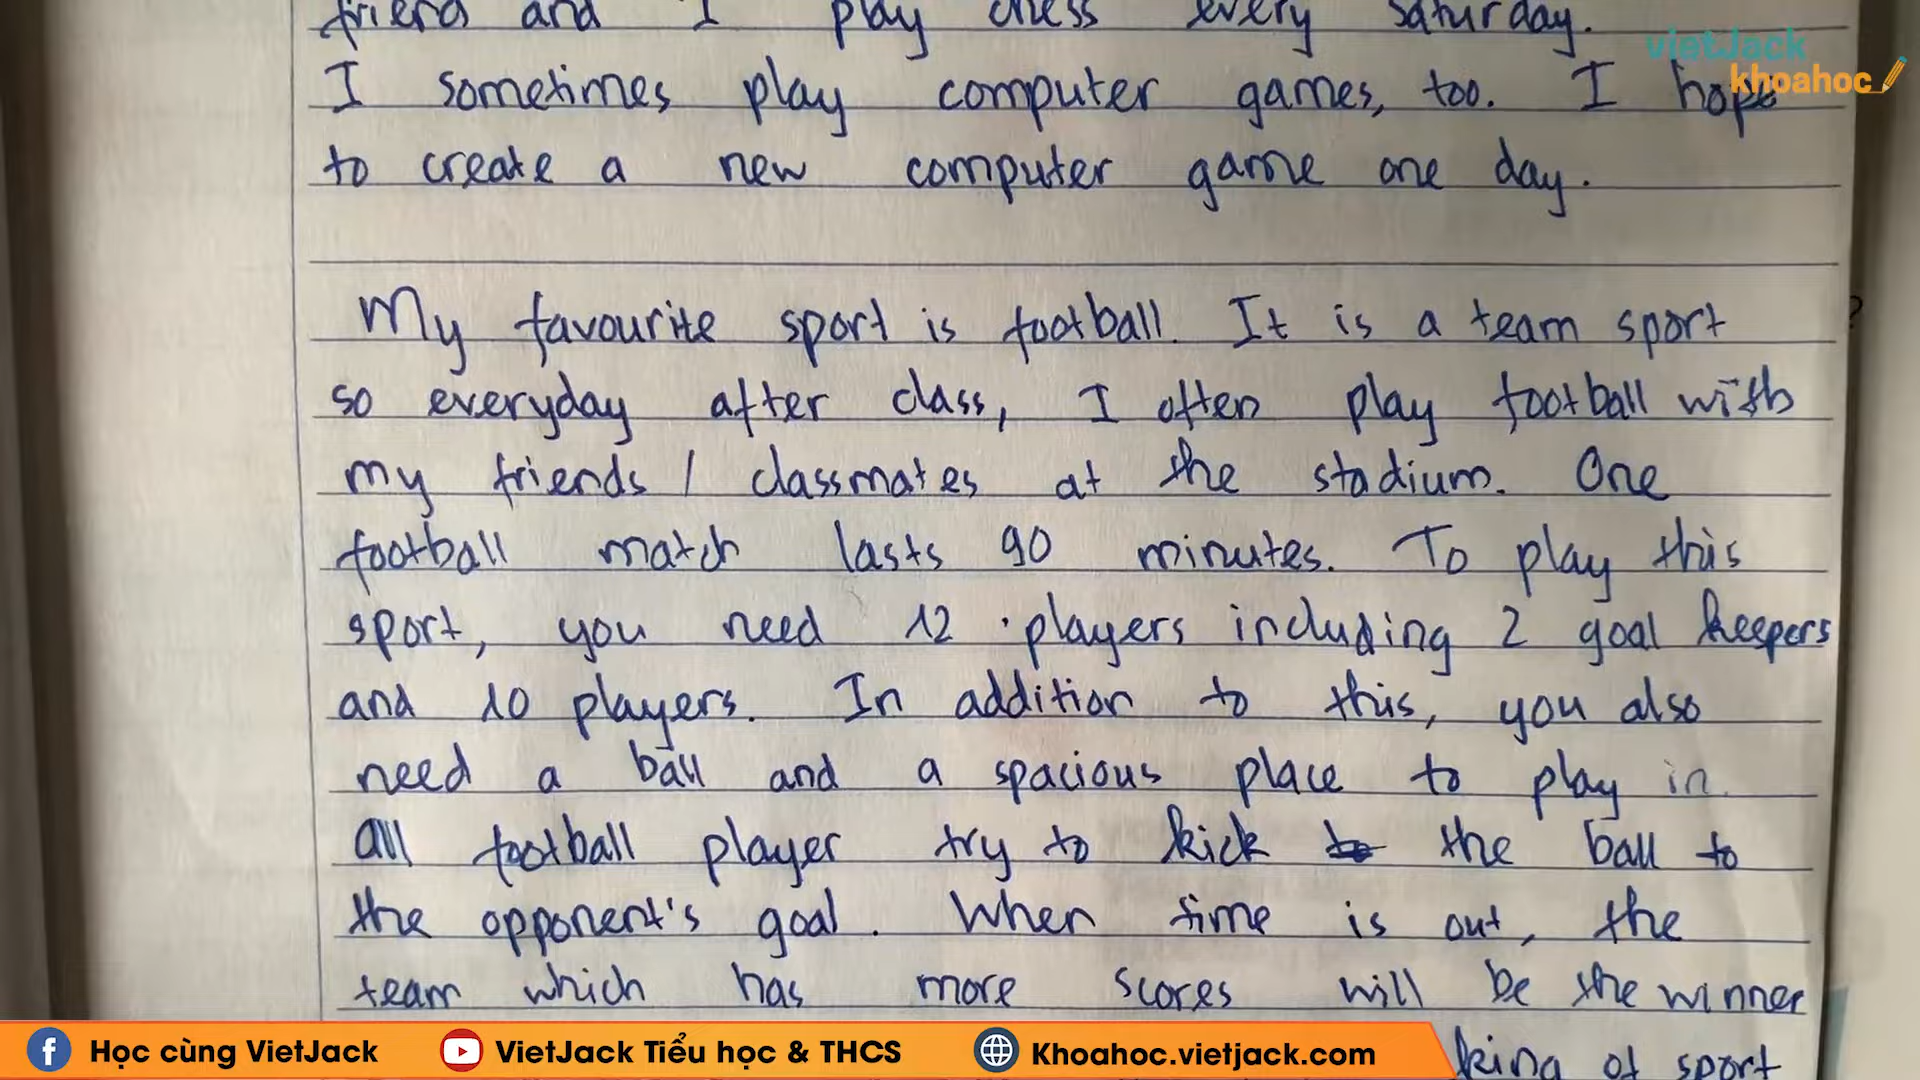 friend and I play chess every saturday.
I sometimes play computer games, too. I hope
to create a new computer game one day.
My favourite sport is football. It is a team sport
so everyday after class, I often play football with
my friends / classmates at the stadium. One
football match lasts 90 minutes. To play this
sport, you need 12 players including 2 goal keepers
and 10 players. In addition to this, you also
need a ball and a spacious place to play in.
All football player try to kick the ball to
the opponent's goal. When time is out, the
team which has more scores will be the winner
king of sport
vietJack
khoahoc
Học cùng VietJack
VietJack Tiểu học & THCS
Khoahoc.vietjack.com